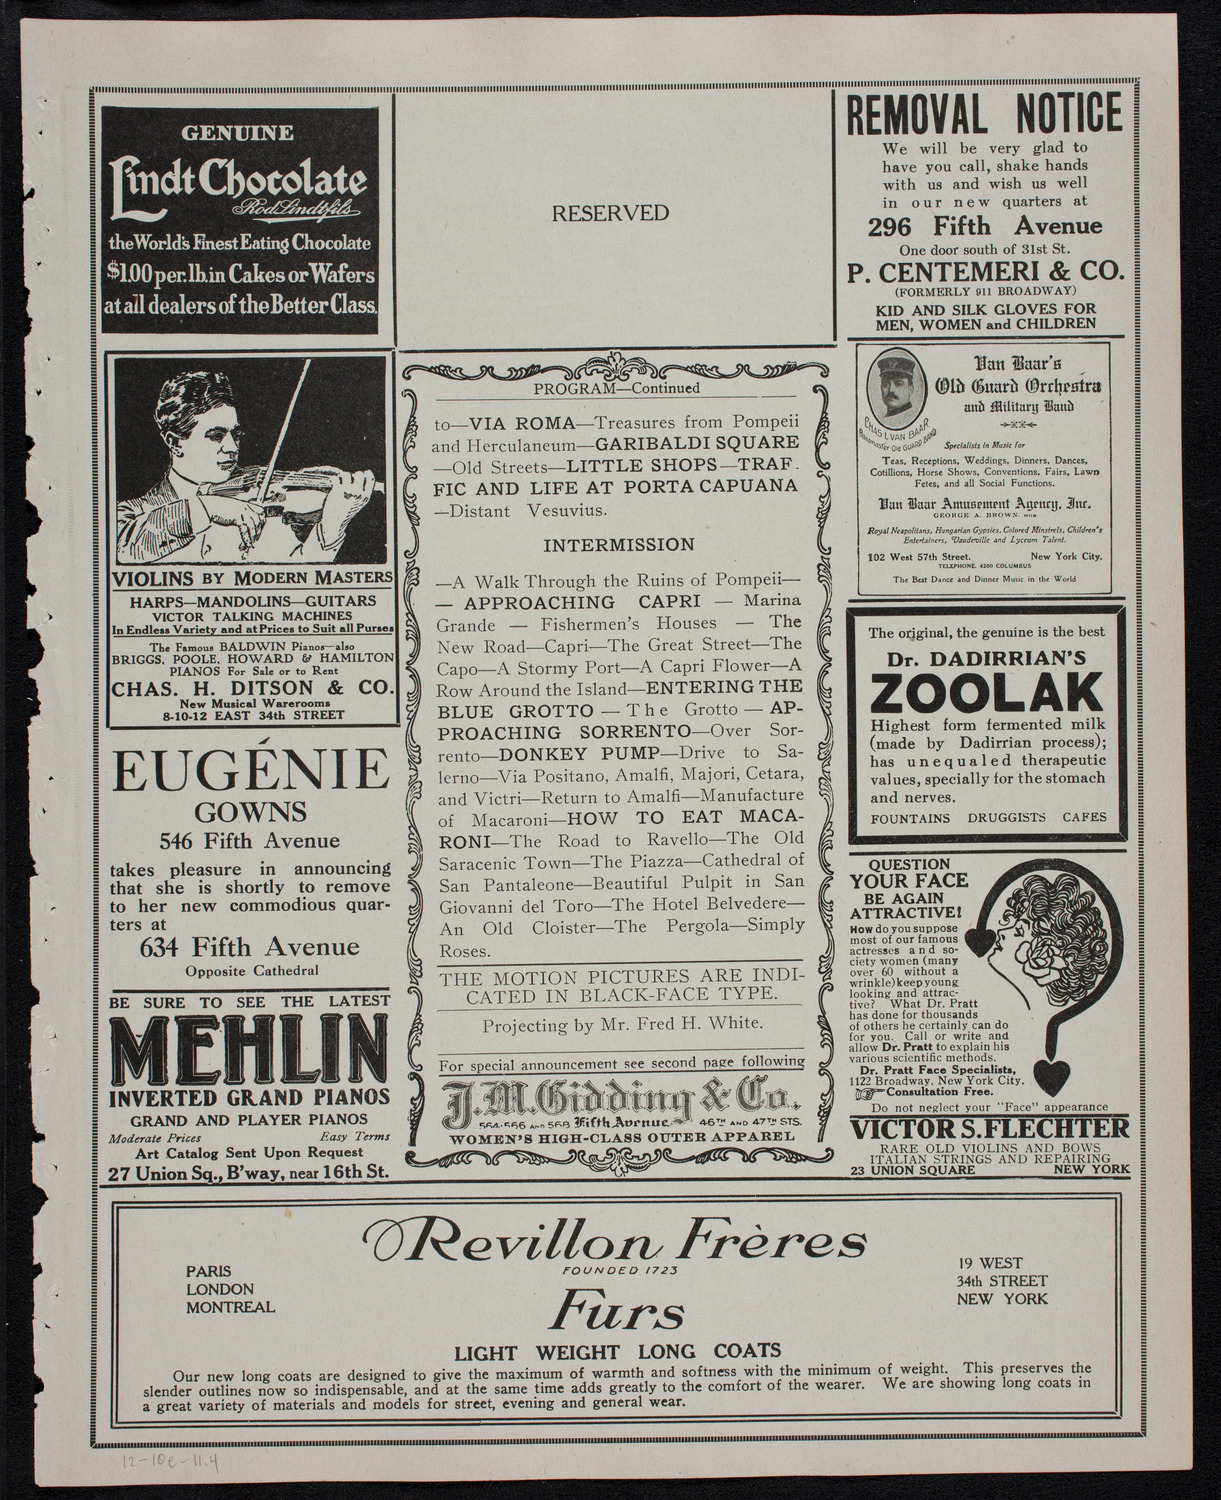 GENUINE
Lindt Chocolate
Rod. Lindt fils
the World's Finest Eating Chocolate
$1.00 per. lb. in Cakes or Wafers
at all dealers of the Better Class.
RESERVED
REMOVAL NOTICE
We will be very glad to
have you call, shake hands
with us and wish us well
in our new quarters at
296 Fifth Avenue
One door south of 31st St.
P. CENTEMERI & CO.
(FORMERLY 911 BROADWAY)
KID AND SILK GLOVES FOR
MEN, WOMEN and CHILDREN
VIOLINS BY MODERN MASTERS
HARPS—MANDOLINS—GUITARS
VICTOR TALKING MACHINES
In Endless Variety and at Prices to Suit all Purses
The Famous BALDWIN Pianos—also
BRIGGS, POOLE, HOWARD & HAMILTON
PIANOS For Sale or to Rent
CHAS. H. DITSON & CO.
New Musical Warerooms
8-10-12 EAST 34th STREET
EUGÉNIE
GOWNS
546 Fifth Avenue
takes pleasure in announcing
that she is shortly to remove
to her new commodious quar-
ters at
634 Fifth Avenue
Opposite Cathedral
BE SURE TO SEE THE LATEST
MEHLIN
INVERTED GRAND PIANOS
GRAND AND PLAYER PIANOS
Moderate Prices Easy Terms
Art Catalog Sent Upon Request
27 Union Sq., B'way, near 16th St.
PROGRAM—Continued
to—VIA ROMA—Treasures from Pompeii
and Herculaneum—GARIBALDI SQUARE
—Old Streets—LITTLE SHOPS—TRAF-
FIC AND LIFE AT PORTA CAPUANA
—Distant Vesuvius.
INTERMISSION
—A Walk Through the Ruins of Pompeii—
— APPROACHING CAPRI — Marina
Grande — Fishermen's Houses — The
New Road—Capri—The Great Street—The
Capo—A Stormy Port—A Capri Flower—A
Row Around the Island—ENTERING THE
BLUE GROTTO — The Grotto — AP-
PROACHING SORRENTO—Over Sor-
rento—DONKEY PUMP—Drive to Sa-
lerno—Via Positano, Amalfi, Majori, Cetara,
and Victri—Return to Amalfi—Manufacture
of Macaroni—HOW TO EAT MACA-
RONI—The Road to Ravello—The Old
Saracenic Town—The Piazza—Cathedral of
San Pantaleone—Beautiful Pulpit in San
Giovanni del Toro—The Hotel Belvedere—
An Old Cloister—The Pergola—Simply
Roses.
THE MOTION PICTURES ARE INDI-
CATED IN BLACK-FACE TYPE.
Projecting by Mr. Fred H. White.
For special announcement see second page following
J. M. Gidding & Co.
564-566 AND 568 Fifth Avenue 46TH AND 47TH STS.
WOMEN'S HIGH-CLASS OUTER APPAREL
CHAS L VAN BAAR
Bandmaster Old GUARD BAND
Van Baar's
Old Guard Orchestra
and Military Band
Specialists in Music for
Teas, Receptions, Weddings, Dinners, Dances,
Cotillions, Horse Shows, Conventions, Fairs, Lawn
Fetes, and all Social Functions.
Van Baar Amusement Agency, Inc.
GEORGE A. BROWN, MGR.
Royal Neapolitans, Hungarian Gypsies, Colored Minstrels, Children's
Entertainers, Vaudeville and Lyceum Talent.
102 West 57th Street. New York City.
TELEPHONE, 4200 COLUMBUS
The Best Dance and Dinner Music in the World
The original, the genuine is the best
Dr. DADIRRIAN'S
ZOOLAK
Highest form fermented milk
(made by Dadirrian process);
has unequaled therapeutic
values, specially for the stomach
and nerves.
FOUNTAINS DRUGGISTS CAFES
QUESTION
YOUR FACE
BE AGAIN
ATTRACTIVE!
How do you suppose
most of our famous
actresses and so-
ciety women (many
over 60 without a
wrinkle) keep young
looking and attrac-
tive? What Dr. Pratt
has done for thousands
of others he certainly can do
for you. Call or write and
allow Dr. Pratt to explain his
various scientific methods.
Dr. Pratt Face Specialists,
1122 Broadway, New York City.
Consultation Free.
Do not neglect your "Face" appearance
VICTOR S. FLECHTER
RARE OLD VIOLINS AND BOWS
ITALIAN STRINGS AND REPAIRING
23 UNION SQUARE NEW YORK
Revillon Frères
FOUNDED 1723
PARIS
LONDON
MONTREAL
19 WEST
34th STREET
NEW YORK
Furs
LIGHT WEIGHT LONG COATS
Our new long coats are designed to give the maximum of warmth and softness with the minimum of weight. This preserves the
slender outlines now so indispensable, and at the same time adds greatly to the comfort of the wearer. We are showing long coats in
a great variety of materials and models for street, evening and general wear.
12-10e-11.4